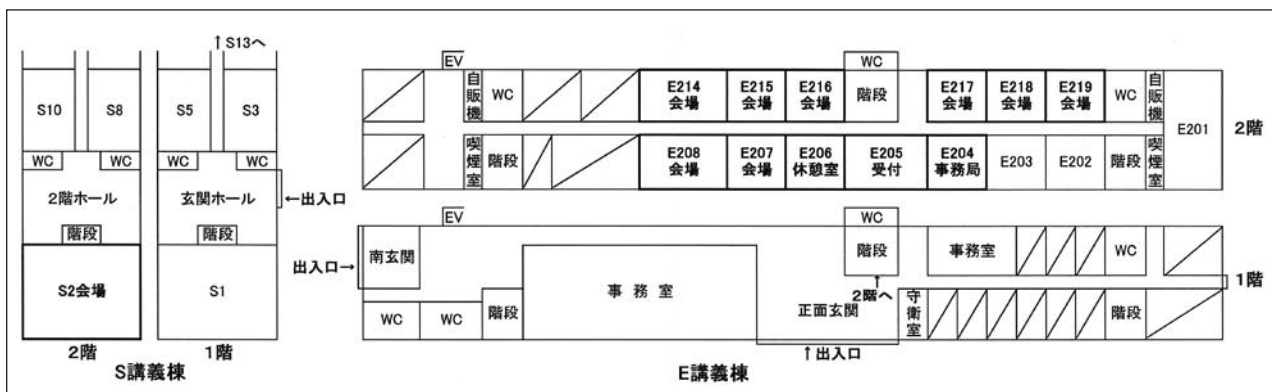 ↑S13へ
S10
S8
S5
S3
WC
WC
WC
WC
2階ホール
玄関ホール
←出入口
階段
階段
S2会場
S1
2階
1階
S講義棟
EV
WC
自販機
WC
E214
会場
E215
会場
E216
会場
階段
E217
会場
E218
会場
E219
会場
WC
自販機
E201
2階
喫煙室
階段
E208
会場
E207
会場
E206
休憩室
E205
受付
E204
事務局
E203
E202
階段
喫煙室
EV
WC
出入口→
南玄関
階段
事務室
WC
↑
2階へ
1階
事務室
WC
WC
階段
正面玄関
守衛室
階段
↑出入口
E講義棟